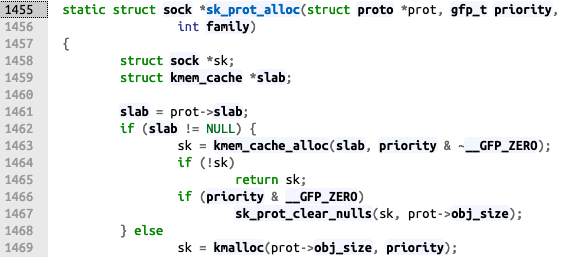 1455 static struct sock *sk_prot_alloc(struct proto *prot, gfp_t priority,
1456 int family)
1457 {
1458 struct sock *sk;
1459 struct kmem_cache *slab;
1460
1461 slab = prot->slab;
1462 if (slab != NULL) {
1463 sk = kmem_cache_alloc(slab, priority & ~__GFP_ZERO);
1464 if (!sk)
1465 return sk;
1466 if (priority & __GFP_ZERO)
1467 sk_prot_clear_nulls(sk, prot->obj_size);
1468 } else
1469 sk = kmalloc(prot->obj_size, priority);